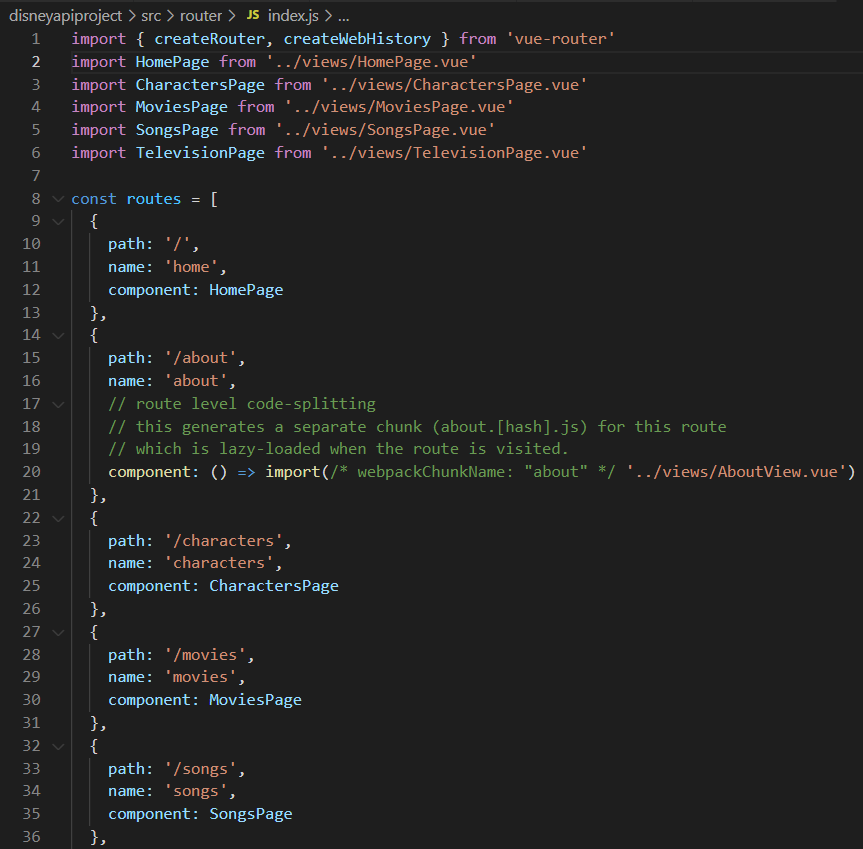 disneyapiproject > src > router > JS index.js > ...
1 import { createRouter, createWebHistory } from 'vue-router'
2 import HomePage from '../views/HomePage.vue'
3 import CharactersPage from '../views/CharactersPage.vue'
4 import MoviesPage from '../views/MoviesPage.vue'
5 import SongsPage from '../views/SongsPage.vue'
6 import TelevisionPage from '../views/TelevisionPage.vue'
7
8 const routes = [
9   {
10     path: '/',
11     name: 'home',
12     component: HomePage
13   },
14   {
15     path: '/about',
16     name: 'about',
17     // route level code-splitting
18     // this generates a separate chunk (about.[hash].js) for this route
19     // which is lazy-loaded when the route is visited.
20     component: () => import(/* webpackChunkName: "about" */ '../views/AboutView.vue')
21   },
22   {
23     path: '/characters',
24     name: 'characters',
25     component: CharactersPage
26   },
27   {
28     path: '/movies',
29     name: 'movies',
30     component: MoviesPage
31   },
32   {
33     path: '/songs',
34     name: 'songs',
35     component: SongsPage
36   },